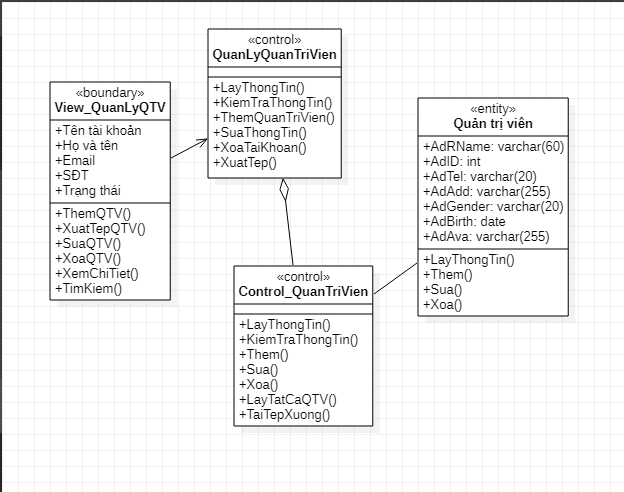 «control»
QuanLyQuanTriVien
+LayThongTin()
+KiemTraThongTin()
+ThemQuanTriVien()
+SuaThongTin()
+XoaTaiKhoan()
+XuatTep()
«boundary»
View_QuanLyQTV
+Tên tài khoản
+Họ và tên
+Email
+SĐT
+Trạng thái
+ThemQTV()
+XuatTepQTV()
+SuaQTV()
+XoaQTV()
+XemChiTiet()
+TimKiem()
«entity»
Quản trị viên
+AdRName: varchar(60)
+AdID: int
+AdTel: varchar(20)
+AdAdd: varchar(255)
+AdGender: varchar(20)
+AdBirth: date
+AdAva: varchar(255)
+LayThongTin()
+Them()
+Sua()
+Xoa()
«control»
Control_QuanTriVien
+LayThongTin()
+KiemTraThongTin()
+Them()
+Sua()
+Xoa()
+LayTatCaQTV()
+TaiTepXuong()